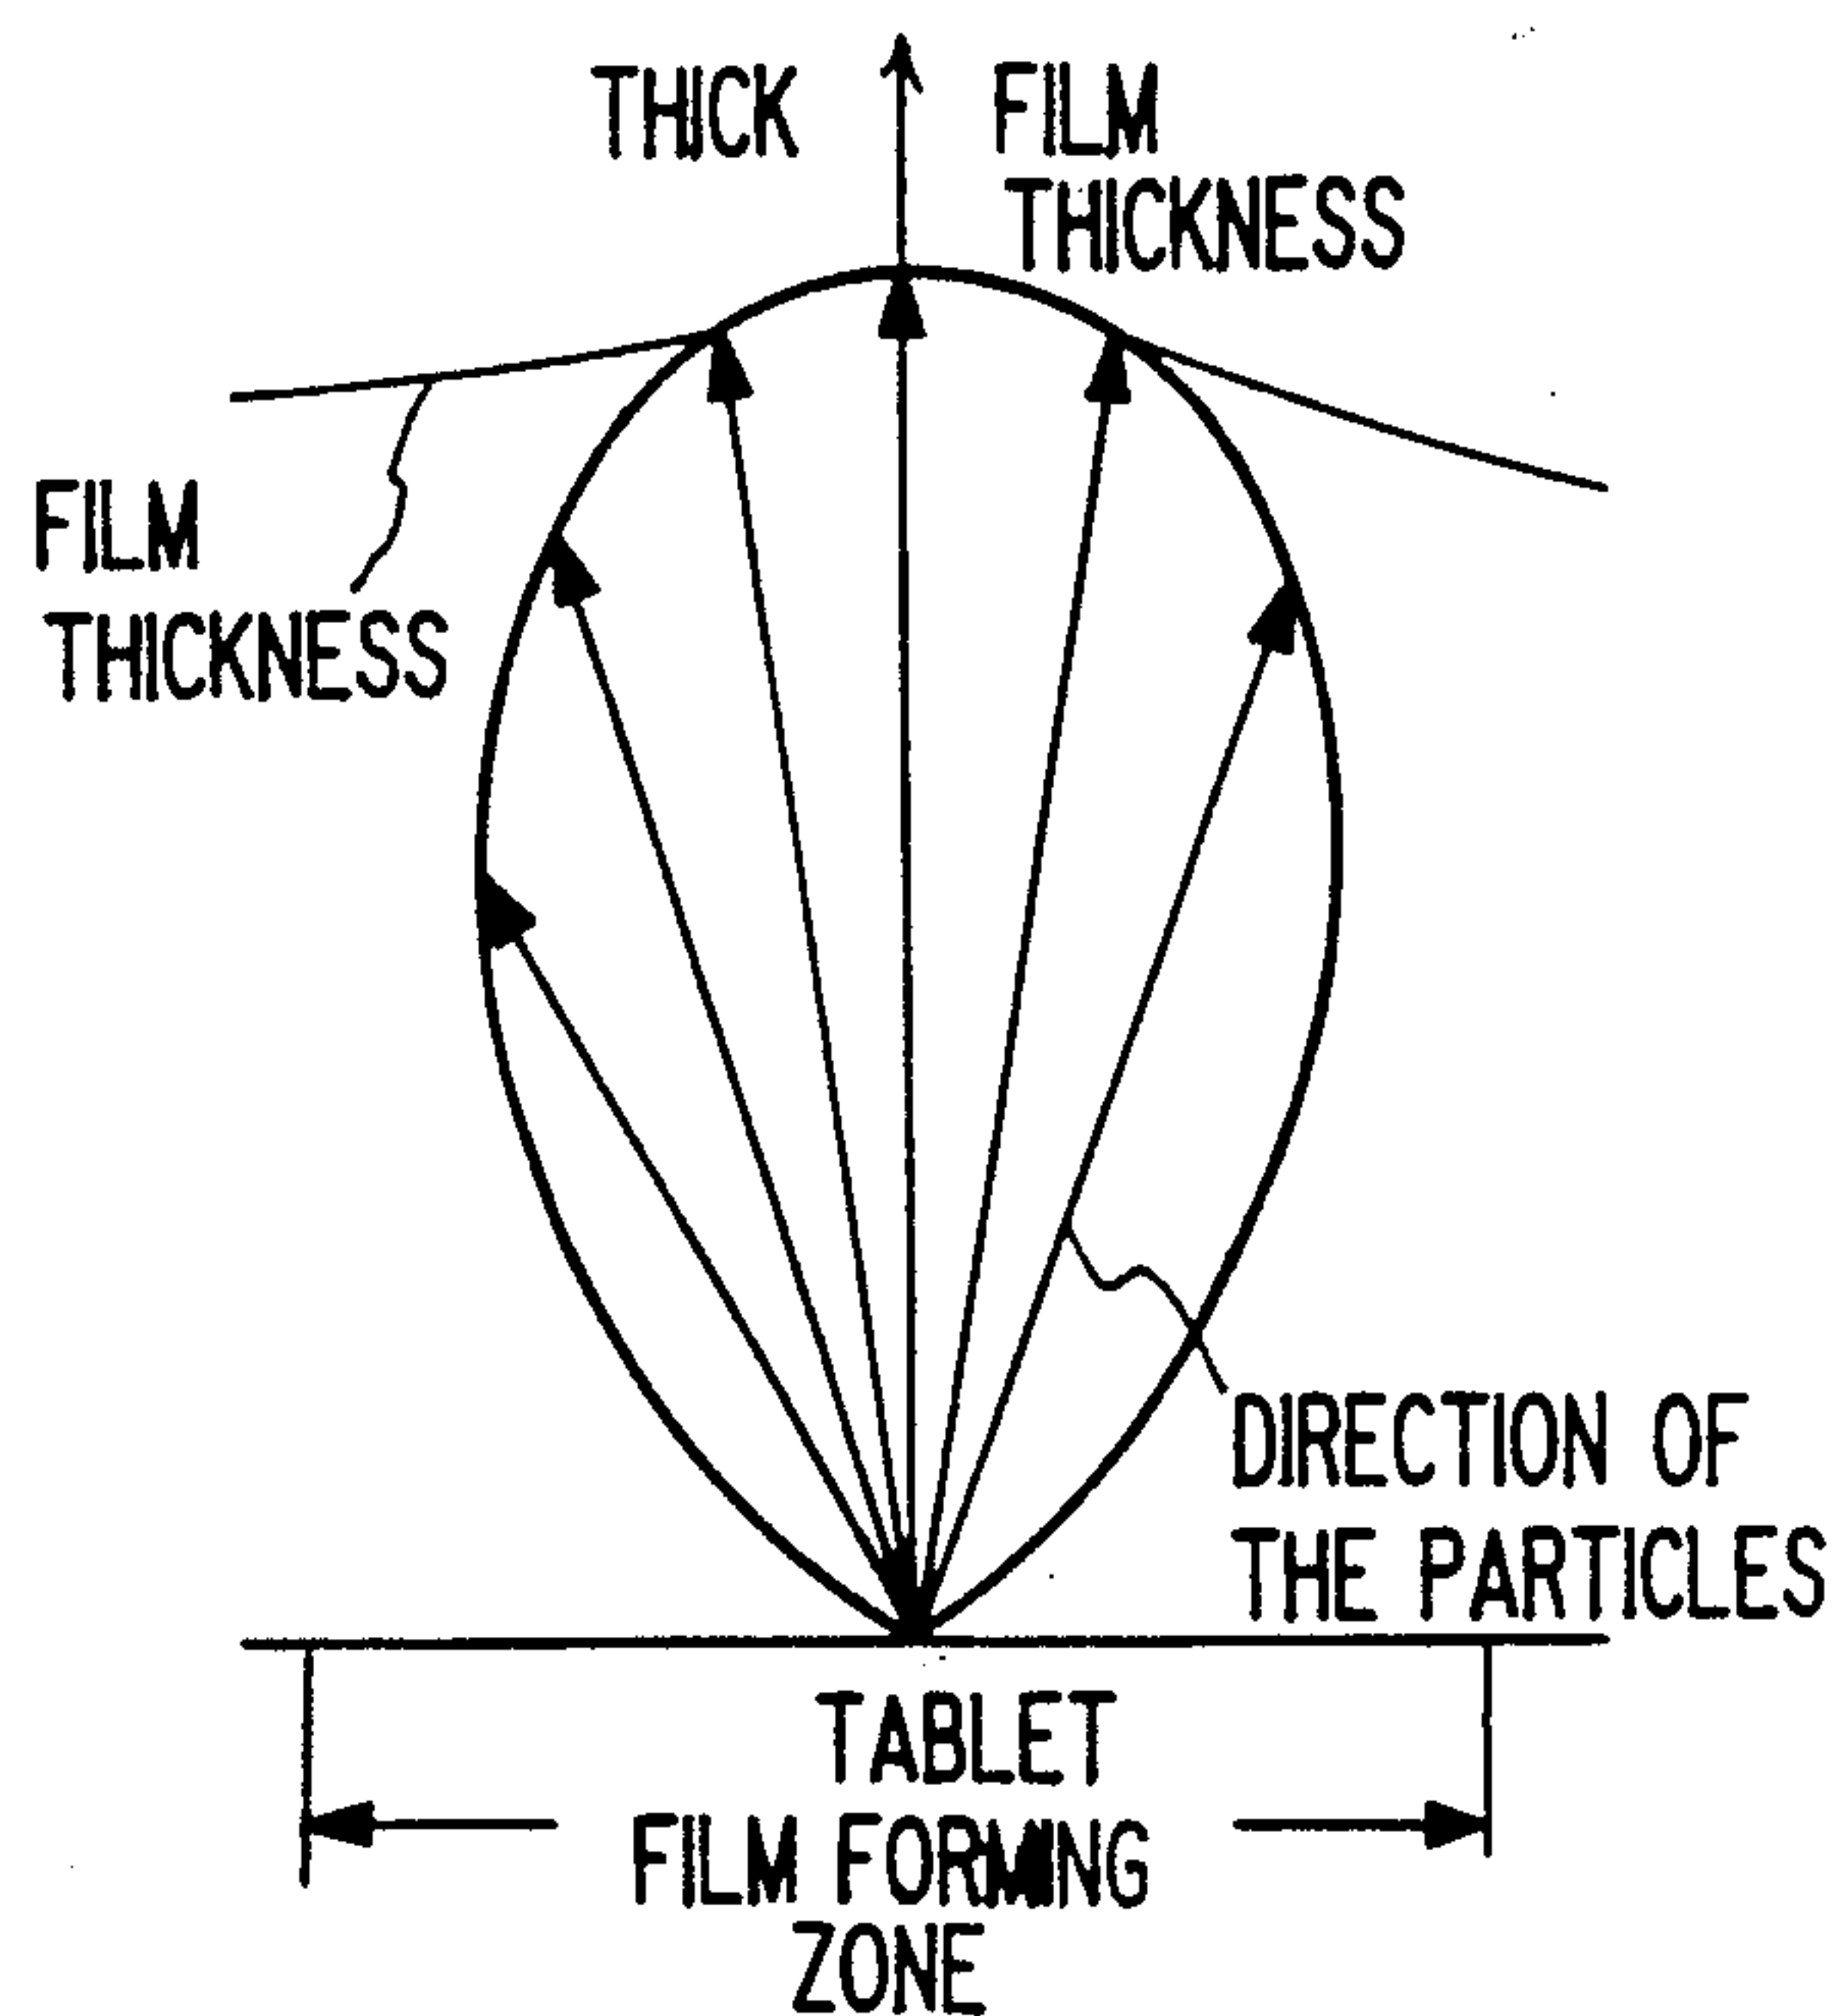 THICK
FILM
THICKNESS
FILM
THICKNESS
DIRECTION OF
THE PARTICLES
TABLET
FILM FORMING
ZONE